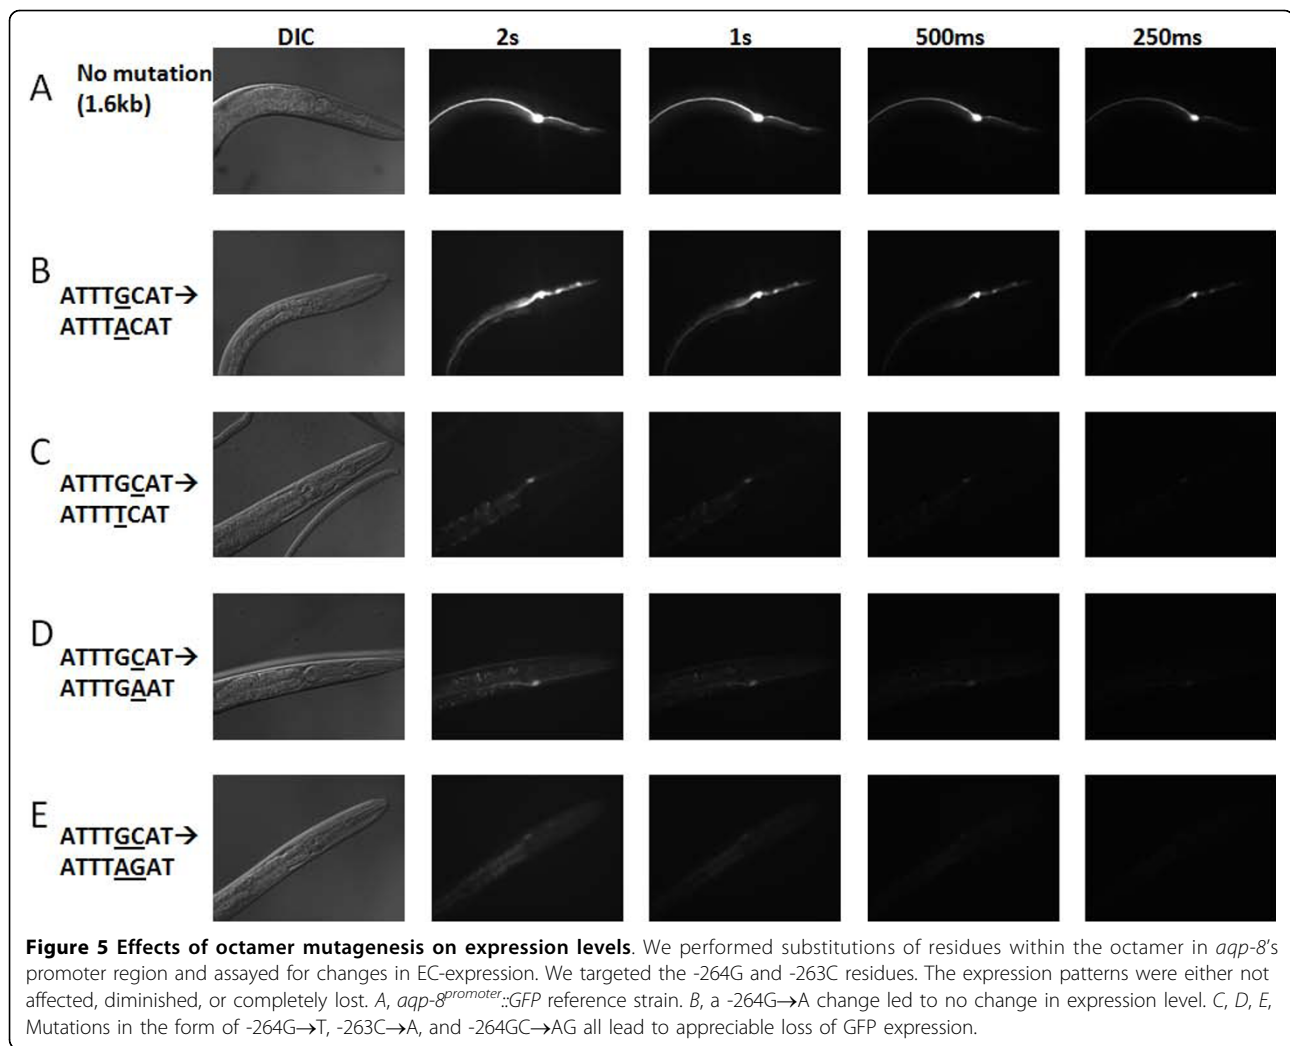 DIC 2s 1s 500ms 250ms
A No mutation
(1.6kb)
B
ATTTGCAT→
ATTTACAT
C
ATTTGCAT→
ATTTTCAT
D
ATTTGCAT→
ATTTGAAT
E
ATTTGCAT→
ATTTAGAT
Figure 5 Effects of octamer mutagenesis on expression levels. We performed substitutions of residues within the octamer in aqp-8's
promoter region and assayed for changes in EC-expression. We targeted the -264G and -263C residues. The expression patterns were either not
affected, diminished, or completely lost. A, aqp-8promoter::GFP reference strain. B, a -264G→A change led to no change in expression level. C, D, E,
Mutations in the form of -264G→T, -263C→A, and -264GC→AG all lead to appreciable loss of GFP expression.